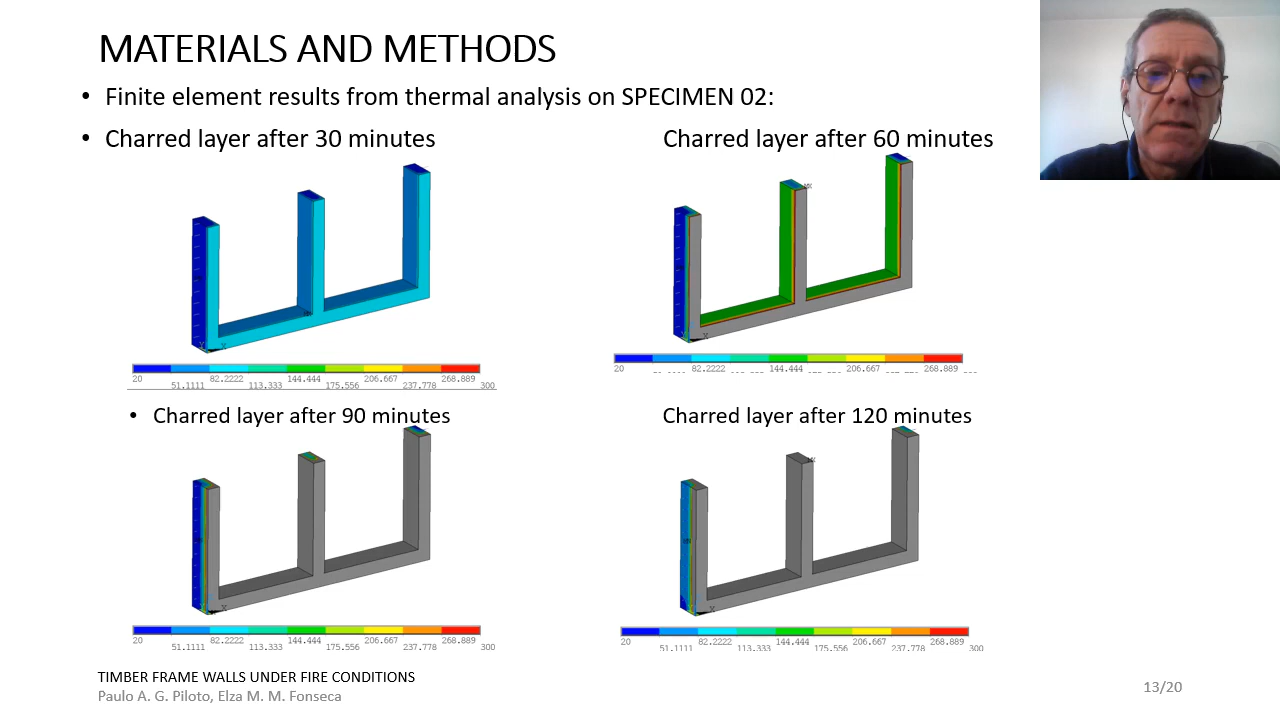 MATERIALS AND METHODS
• Finite element results from thermal analysis on SPECIMEN 02:
• Charred layer after 30 minutes
Charred layer after 60 minutes
20 51.1111 82.2222 113.333 144.444 175.556 206.667 237.778 268.889 300
20 82.2222 144.444 206.667 268.889 300
• Charred layer after 90 minutes
Charred layer after 120 minutes
20 51.1111 82.2222 113.333 144.444 175.556 206.667 237.778 268.889 300
20 51.1111 82.2222 113.333 144.444 175.556 206.667 237.778 268.889 300
TIMBER FRAME WALLS UNDER FIRE CONDITIONS
Paulo A. G. Piloto, Elza M. M. Fonseca
13/20